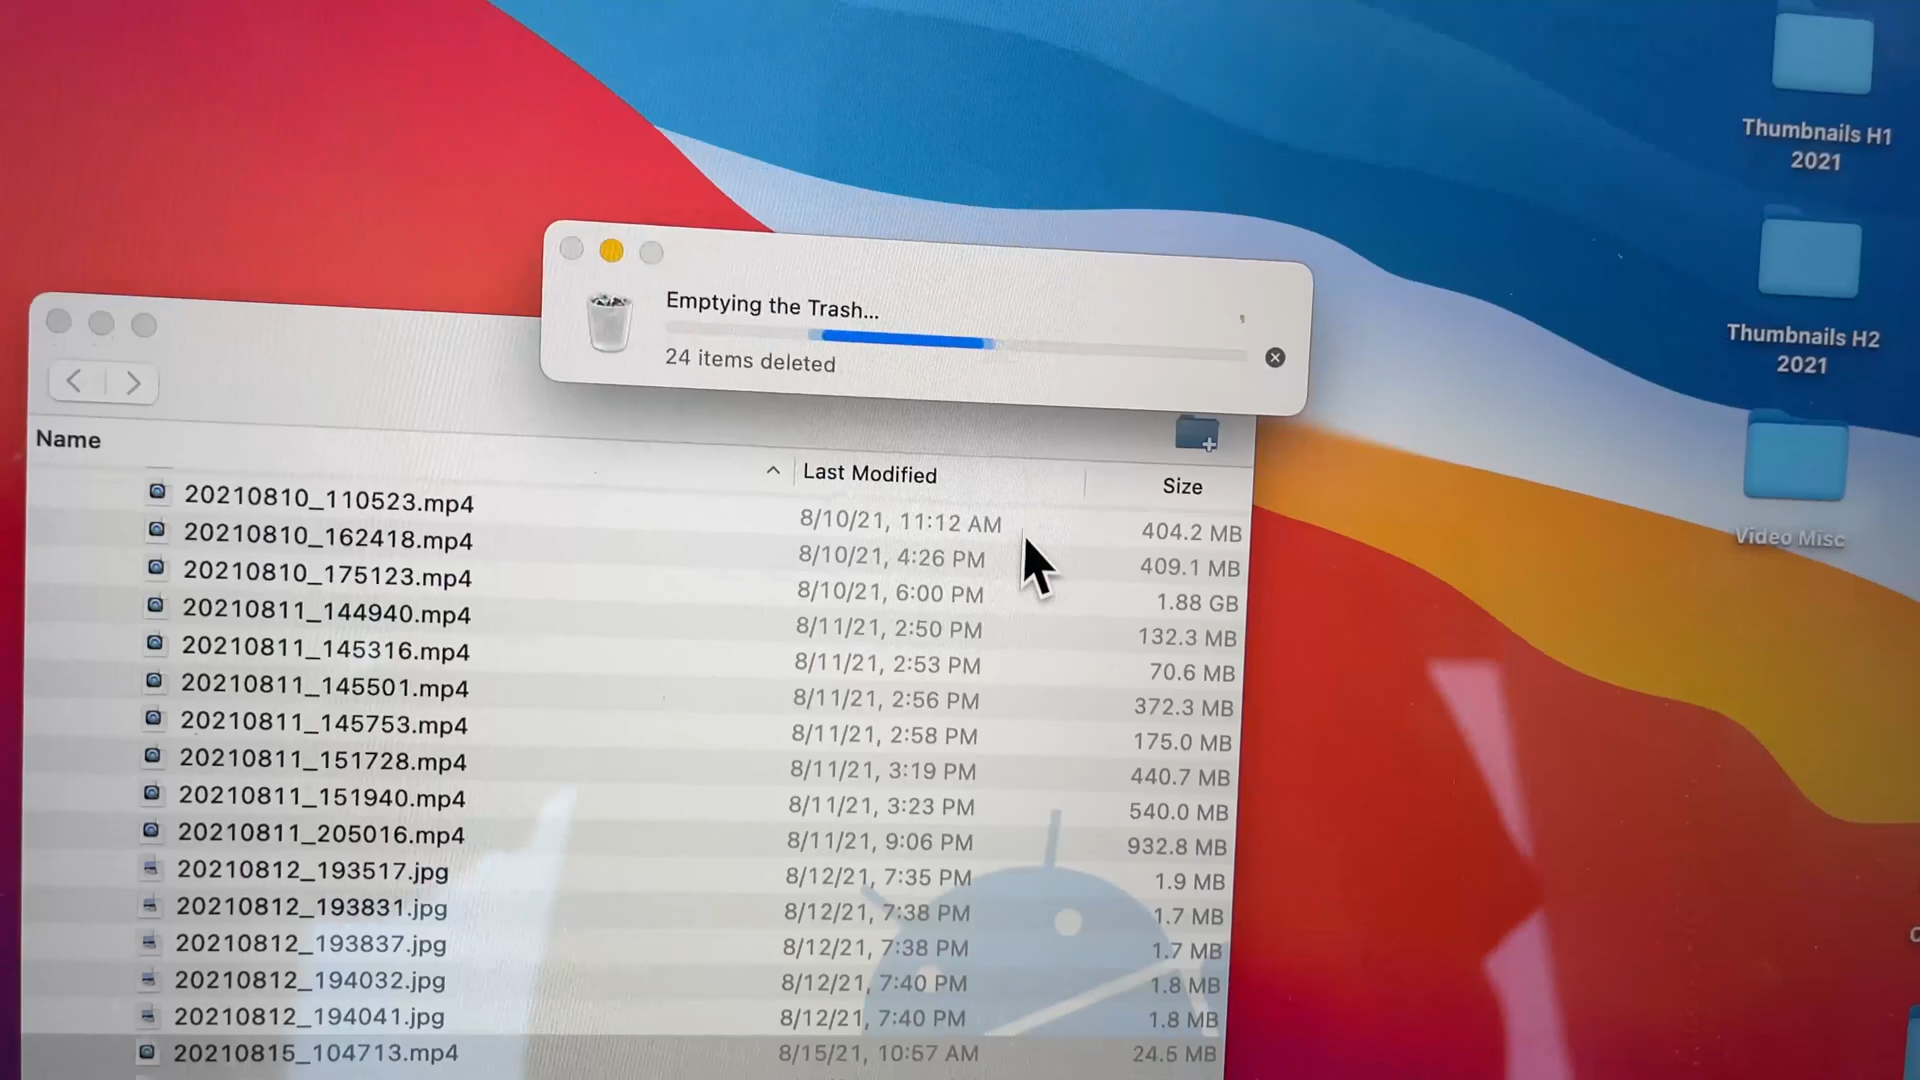 Thumbnails H1
2021
Thumbnails H2
2021
Video Misc
Emptying the Trash...
24 items deleted
Name Last Modified Size
20210810_110523.mp4 8/10/21, 11:12 AM 404.2 MB
20210810_162418.mp4 8/10/21, 4:26 PM 409.1 MB
20210810_175123.mp4 8/10/21, 6:00 PM 1.88 GB
20210811_144940.mp4 8/11/21, 2:50 PM 132.3 MB
20210811_145316.mp4 8/11/21, 2:53 PM 70.6 MB
20210811_145501.mp4 8/11/21, 2:56 PM 372.3 MB
20210811_145753.mp4 8/11/21, 2:58 PM 175.0 MB
20210811_151728.mp4 8/11/21, 3:19 PM 440.7 MB
20210811_151940.mp4 8/11/21, 3:23 PM 540.0 MB
20210811_205016.mp4 8/11/21, 9:06 PM 932.8 MB
20210812_193517.jpg 8/12/21, 7:35 PM 1.9 MB
20210812_193831.jpg 8/12/21, 7:38 PM 1.7 MB
20210812_193837.jpg 8/12/21, 7:38 PM 1.7 MB
20210812_194032.jpg 8/12/21, 7:40 PM 1.8 MB
20210812_194041.jpg 8/12/21, 7:40 PM 1.8 MB
20210815_104713.mp4 8/15/21, 10:57 AM 24.5 MB